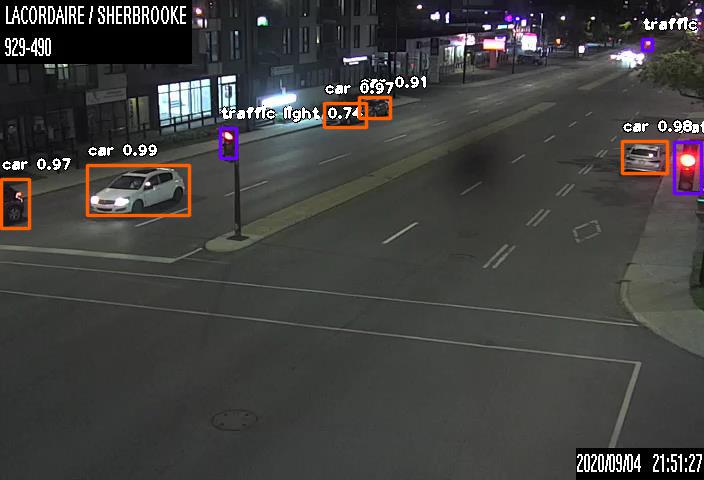 LACORDAIRE / SHERBROOKE
929-490
traffic
car 0.91
car 0.97
traffic light 0.74
car 0.98
car 0.99
car 0.97
2020/09/04 21:51:27